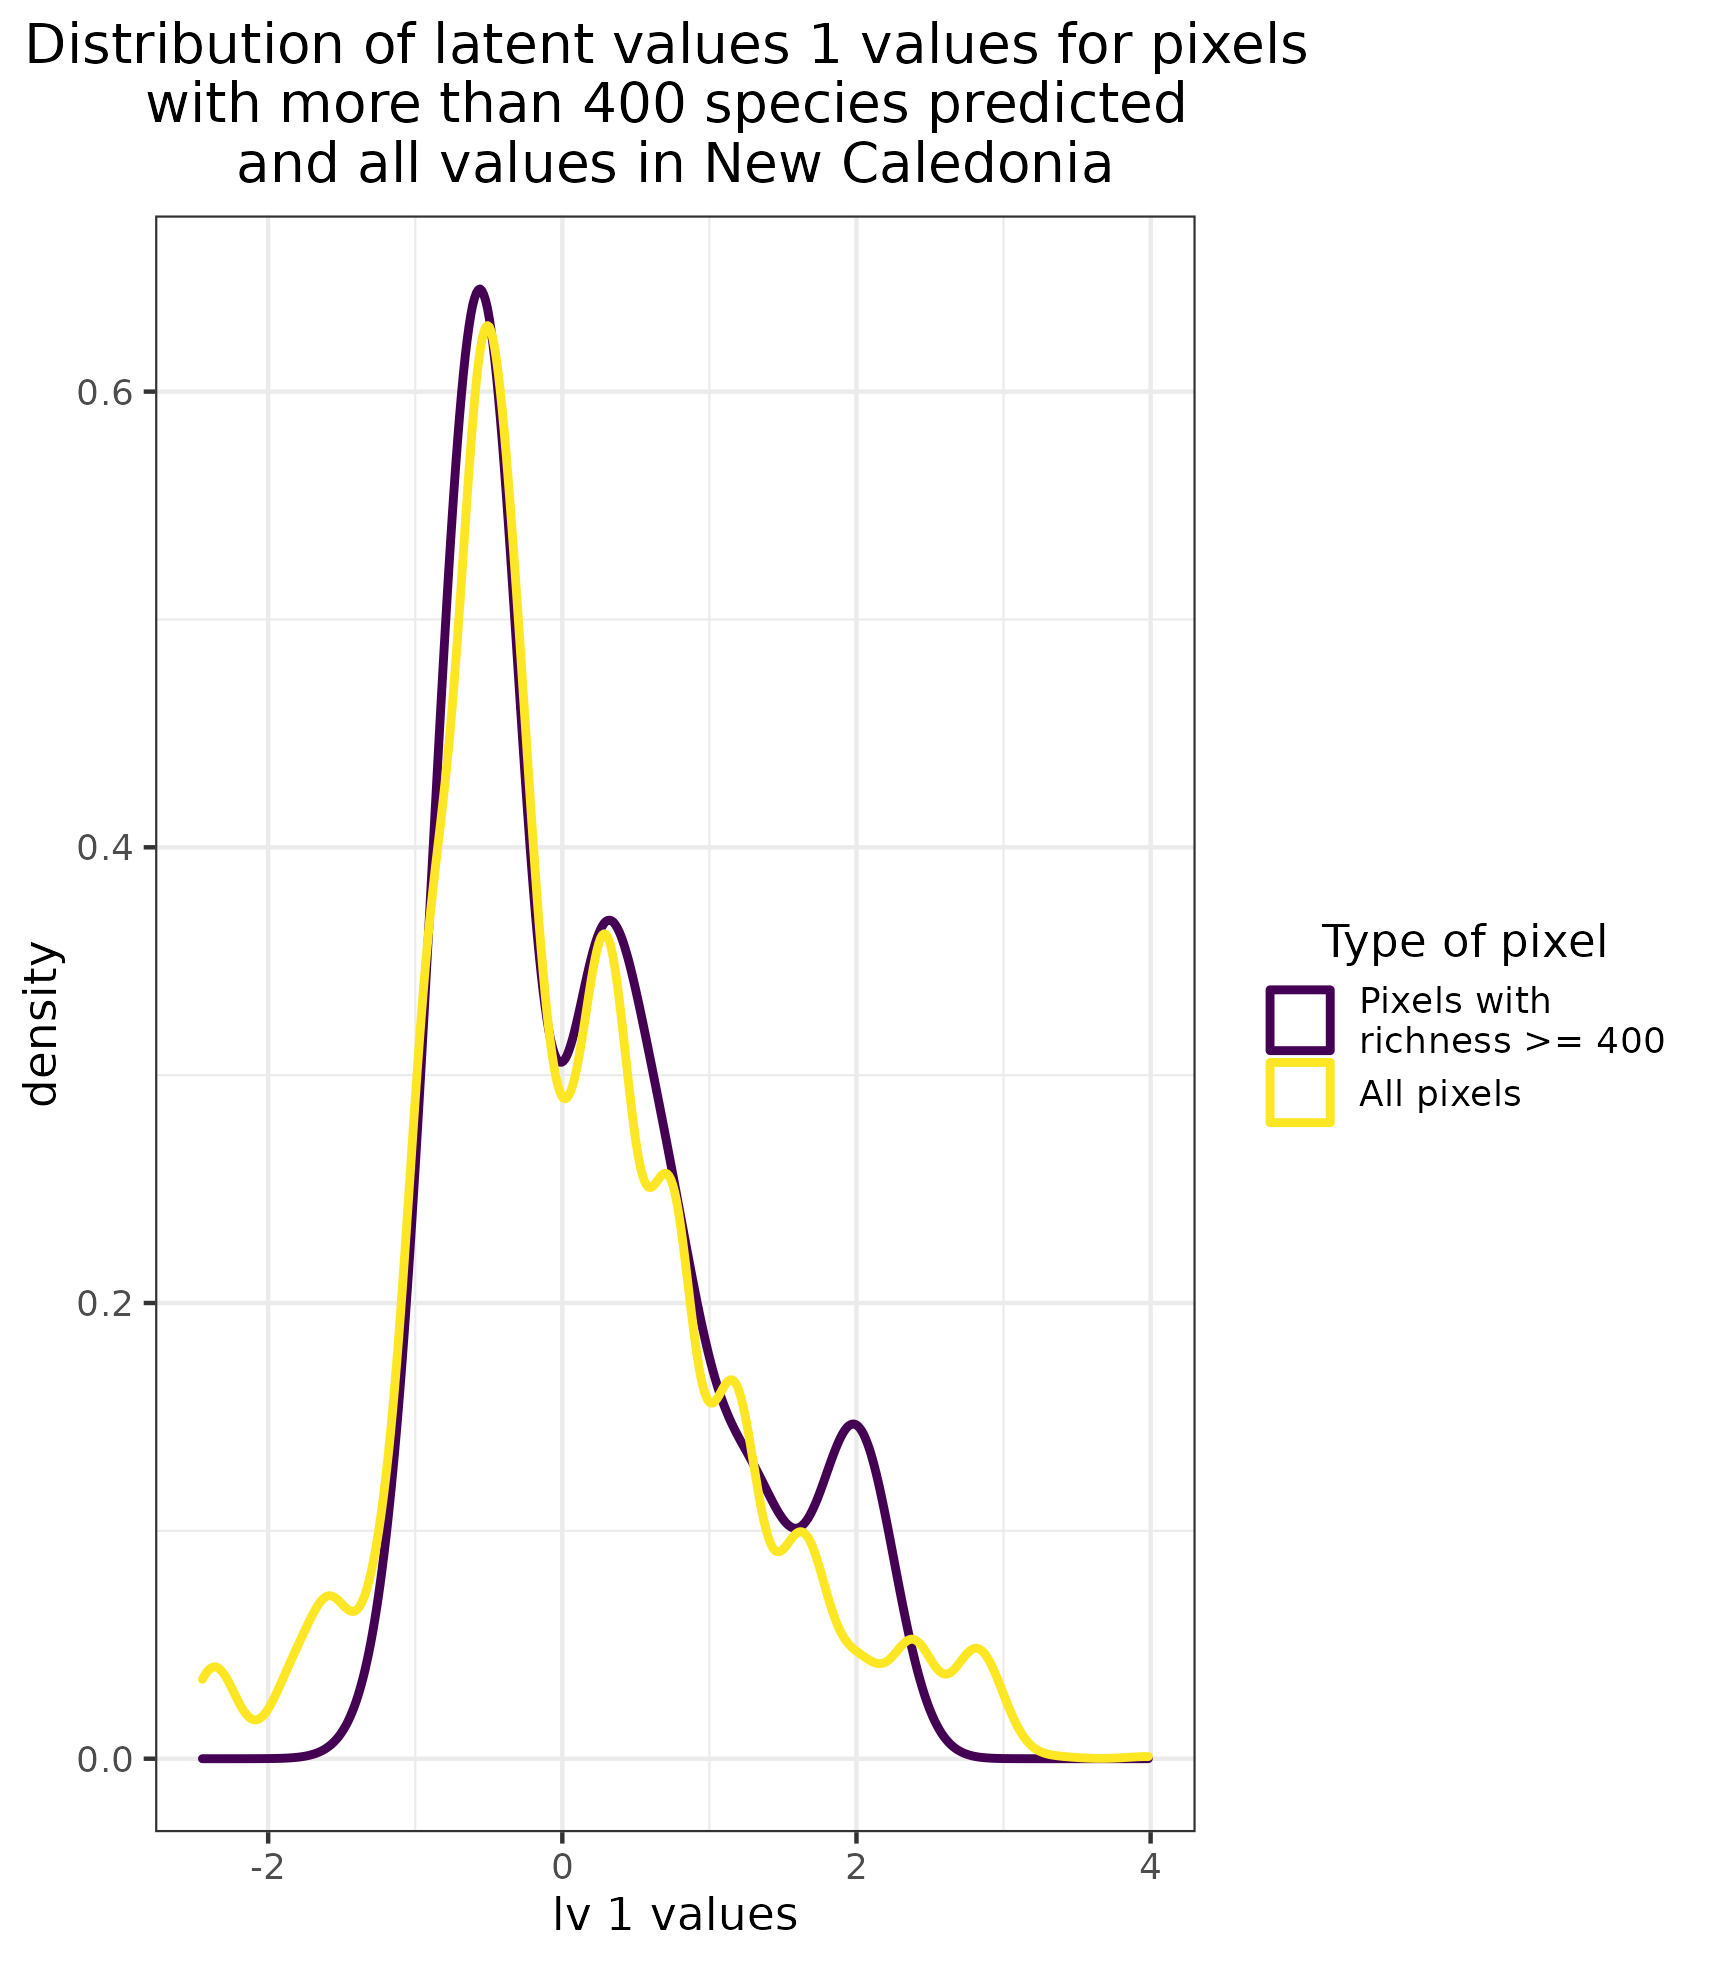 Distribution of latent values 1 values for pixels
with more than 400 species predicted
and all values in New Caledonia
0.6
0.4
0.2
0.0
density
-2 0 2 4
lv 1 values
Type of pixel
Pixels with
richness >= 400
All pixels